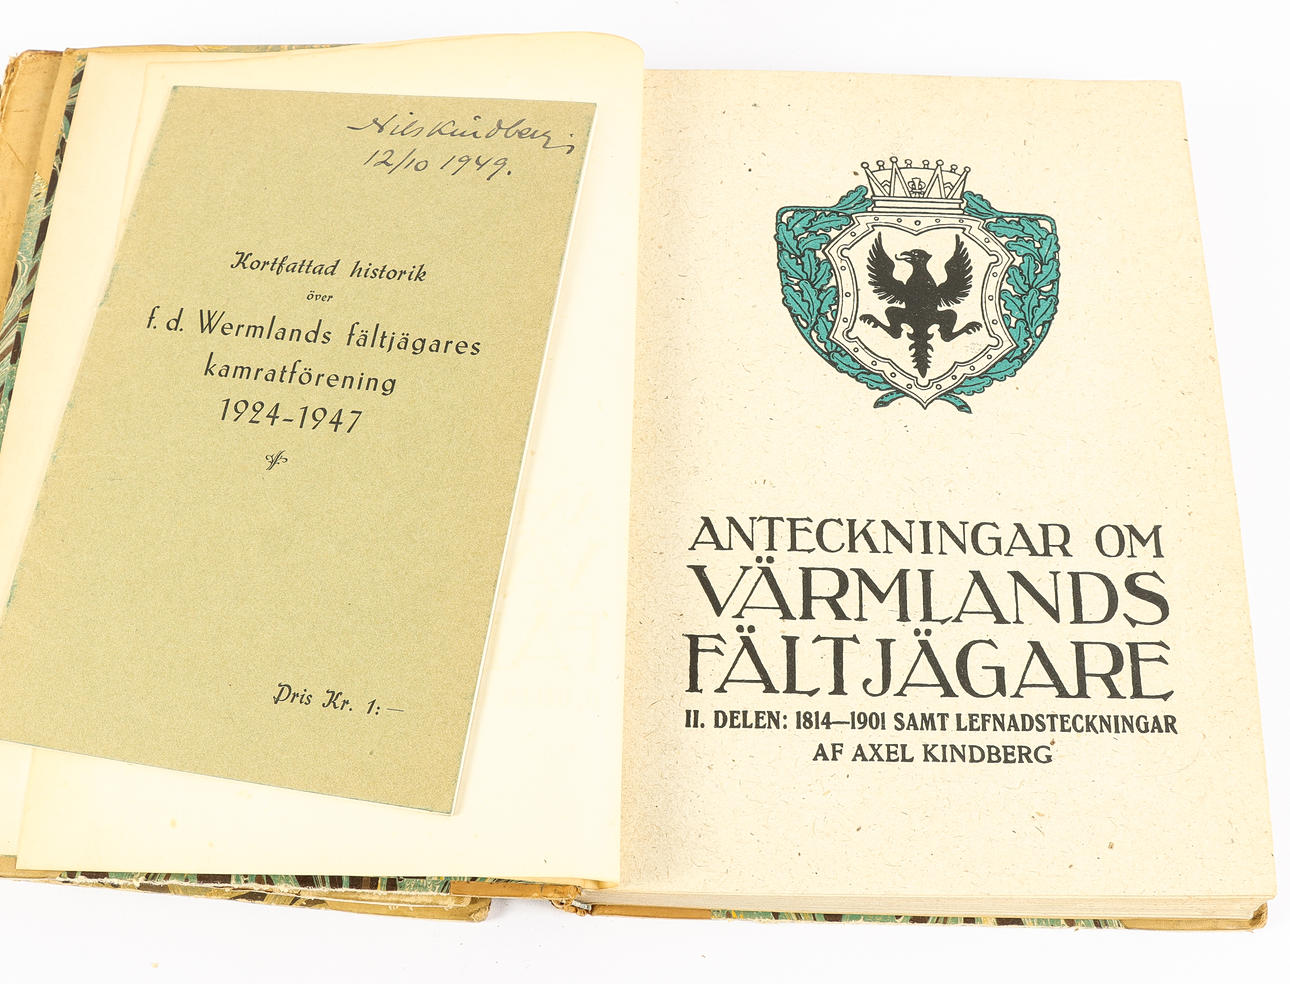 Nils Kindberg
12/10 1949.
Kortfattad historik
över
f. d. Wermlands fältjägares
kamratförening
1924-1947
Pris Kr. 1:—
ANTECKNINGAR OM
VÄRMLANDS
FÄLTJÄGARE
II. DELEN: 1814—1901 SAMT LEFNADSTECKNINGAR
AF AXEL KINDBERG